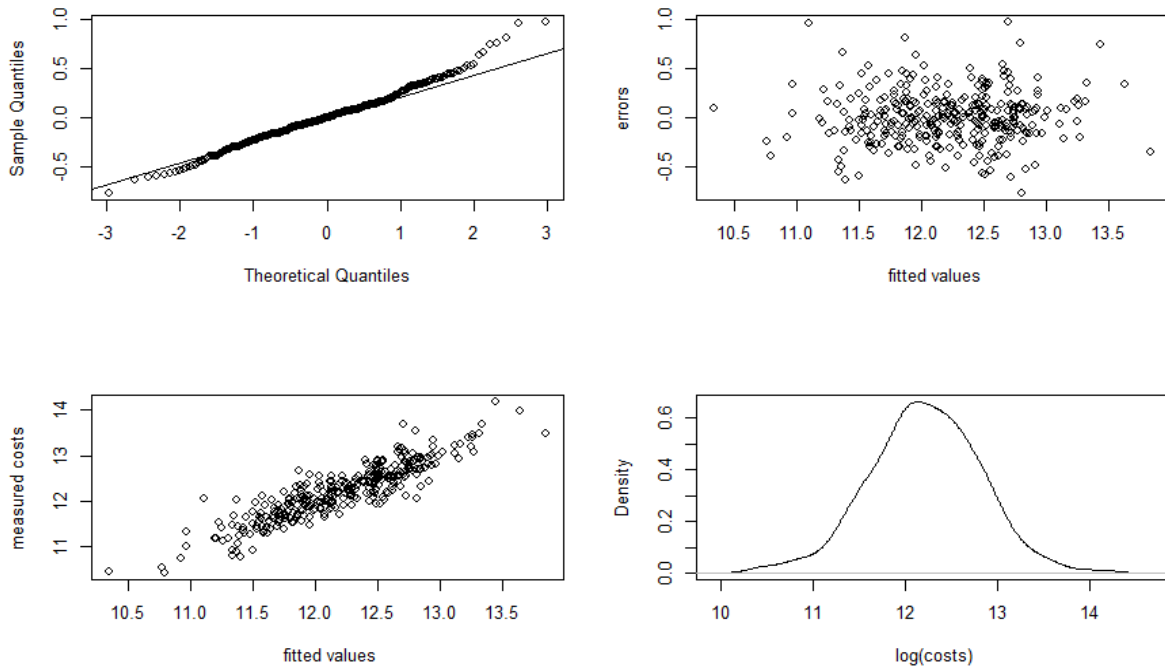 Sample Quantiles
-0.5 0.0 0.5 1.0
-3 -2 -1 0 1 2 3
Theoretical Quantiles
errors
-0.5 0.0 0.5 1.0
10.5 11.0 11.5 12.0 12.5 13.0 13.5
fitted values
measured costs
11 12 13 14
10.5 11.0 11.5 12.0 12.5 13.0 13.5
fitted values
Density
0.0 0.2 0.4 0.6
10 11 12 13 14
log(costs)